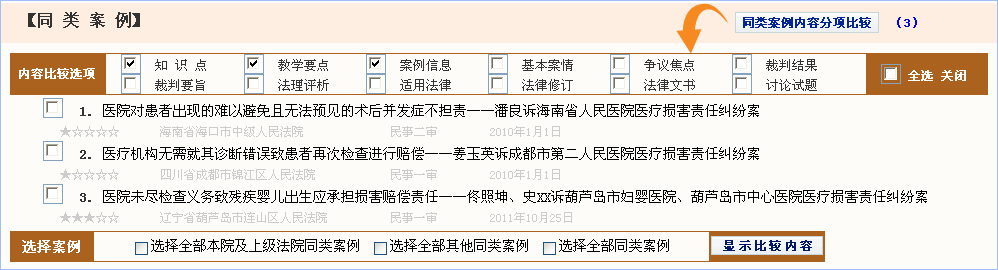 【同 类 案 例】 同类案例内容分项比较 (3)
内容比较选项 知 识 点 教学要点 案例信息 基本案情 争议焦点 裁判结果 全选 关闭
裁判要旨 法理评析 适用法律 法律修订 法律文书 讨论试题
1. 医院对患者出现的难以避免且无法预见的术后并发症不担责——潘良诉海南省人民医院医疗损害责任纠纷案
★☆☆☆☆ 海南省海口市中级人民法院 民事二审 2010年1月1日
2. 医疗机构无需就其诊断错误致患者再次检查进行赔偿——姜玉英诉成都市第二人民医院医疗损害责任纠纷案
★☆☆☆☆ 四川省成都市锦江区人民法院 民事一审 2010年1月1日
3. 医院未尽检查义务致残疾婴儿出生应承担损害赔偿责任——佟照坤、史xx诉葫芦岛市妇婴医院、葫芦岛市中心医院医疗损害责任纠纷案
★★★☆☆ 辽宁省葫芦岛市连山区人民法院 民事一审 2011年10月25日
选择案例 选择全部本院及上级法院同类案例 选择全部其他同类案例 选择全部同类案例 显示比较内容